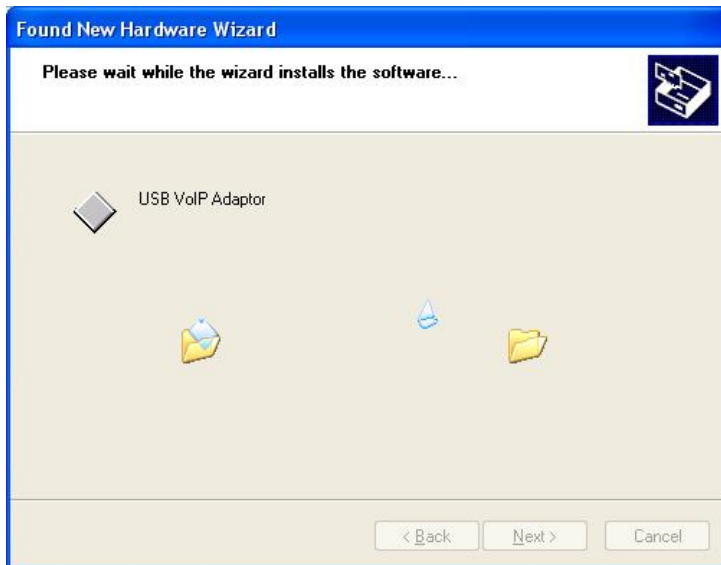 Found New Hardware Wizard
Please wait while the wizard installs the software...
USB VoIP Adaptor
< Back
Next >
Cancel